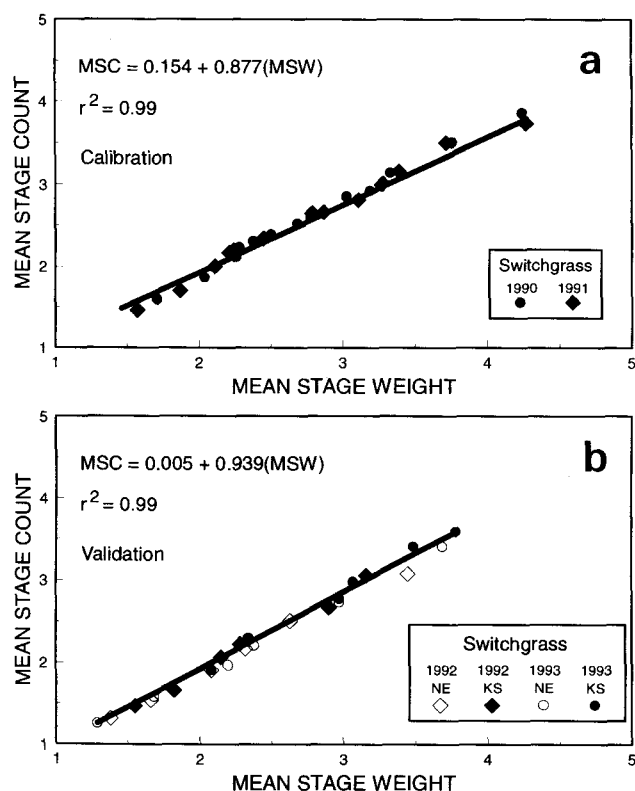 5
4
3
2
1
MEAN STAGE COUNT
a
MSC = 0.154 + 0.877(MSW)
r² = 0.99
Calibration
Switchgrass
1990 1991
1 2 3 4 5
MEAN STAGE WEIGHT
5
4
3
2
1
MEAN STAGE COUNT
b
MSC = 0.005 + 0.939(MSW)
r² = 0.99
Validation
Switchgrass
1992 1992 1993 1993
NE KS NE KS
1 2 3 4 5
MEAN STAGE WEIGHT